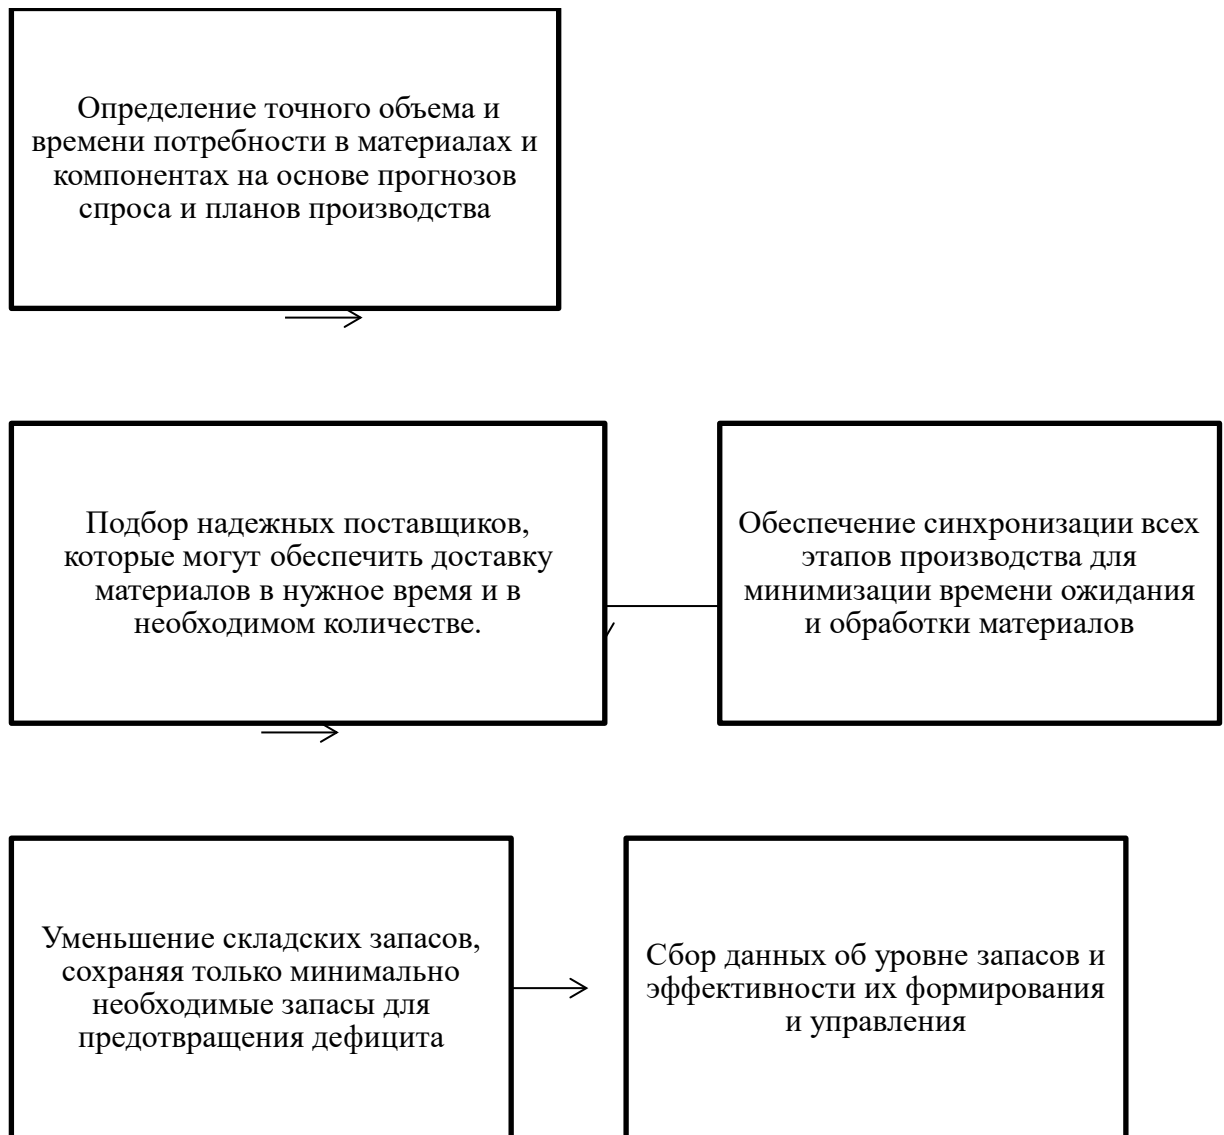 Определение точного объема и
времени потребности в материалах и
компонентах на основе прогнозов
спроса и планов производства
Подбор надежных поставщиков,
которые могут обеспечить доставку
материалов в нужное время и в
необходимом количестве.
Обеспечение синхронизации всех
этапов производства для
минимизации времени ожидания
и обработки материалов
Уменьшение складских запасов,
сохраняя только минимально
необходимые запасы для
предотвращения дефицита
Сбор данных об уровне запасов и
эффективности их формирования
и управления